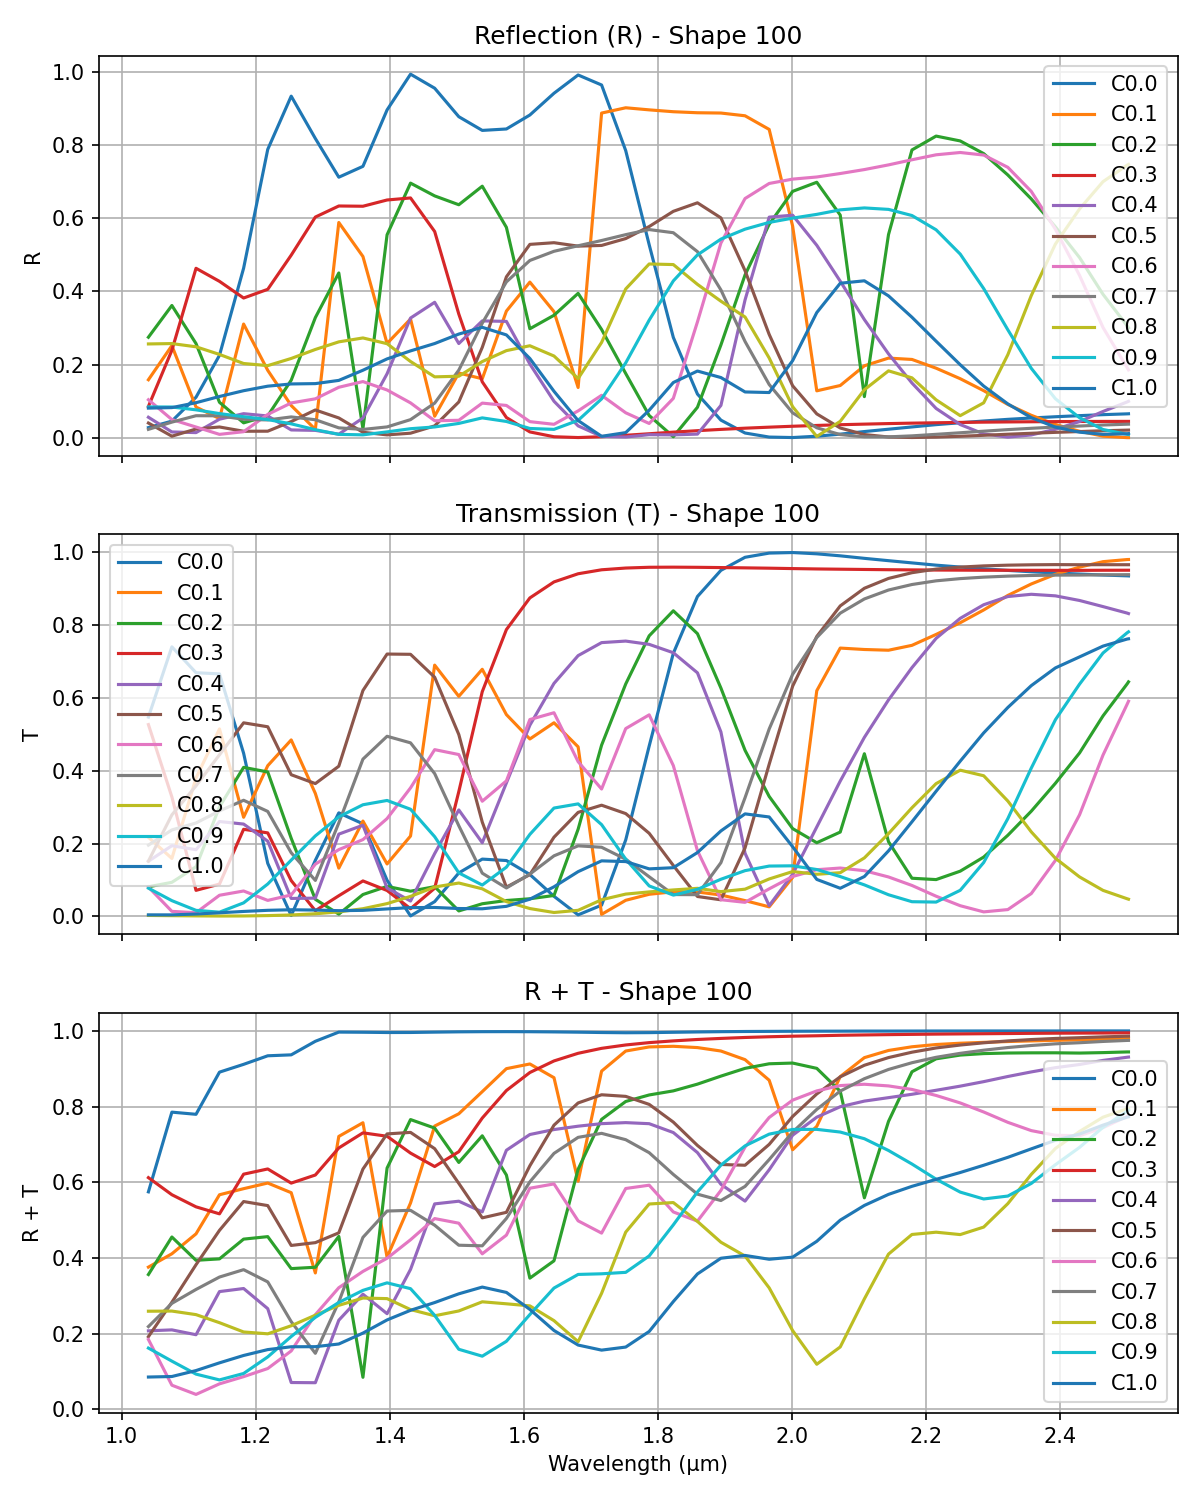 Reflection (R) - Shape 100
R
1.0
0.8
0.6
0.4
0.2
0.0
C0.0
C0.1
C0.2
C0.3
C0.4
C0.5
C0.6
C0.7
C0.8
C0.9
C1.0
Transmission (T) - Shape 100
T
1.0
0.8
0.6
0.4
0.2
0.0
C0.0
C0.1
C0.2
C0.3
C0.4
C0.5
C0.6
C0.7
C0.8
C0.9
C1.0
R + T - Shape 100
R + T
1.0
0.8
0.6
0.4
0.2
0.0
C0.0
C0.1
C0.2
C0.3
C0.4
C0.5
C0.6
C0.7
C0.8
C0.9
C1.0
1.0 1.2 1.4 1.6 1.8 2.0 2.2 2.4
Wavelength (μm)